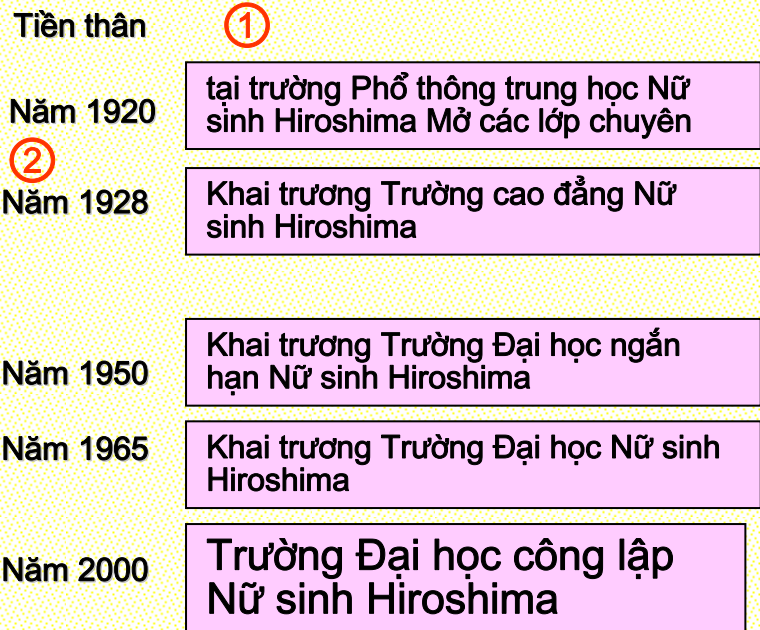 Tiền thân
①
Năm 1920
tại trường Phổ thông trung học Nữ
sinh Hiroshima Mở các lớp chuyên
②
Năm 1928
Khai trương Trường cao đẳng Nữ
sinh Hiroshima
Năm 1950
Khai trương Trường Đại học ngắn
hạn Nữ sinh Hiroshima
Năm 1965
Khai trương Trường Đại học Nữ sinh
Hiroshima
Năm 2000
Trường Đại học công lập
Nữ sinh Hiroshima